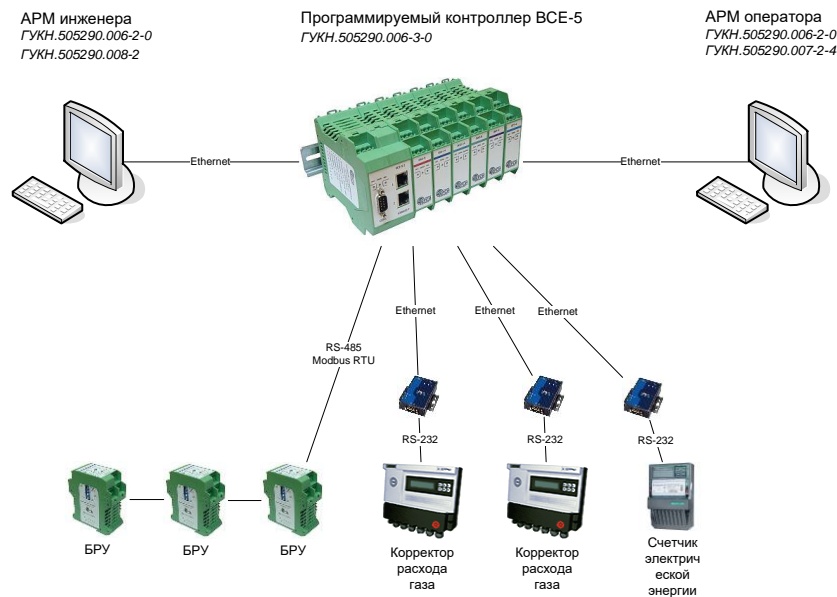 АРМ инженера
ГУКН.505290.006-2-0
ГУКН.505290.008-2
Программируемый контроллер ВСЕ-5
ГУКН.505290.006-3-0
АРМ оператора
ГУКН.505290.006-2-0
ГУКН.505290.007-2-4
Ethernet
Ethernet
Ethernet
Ethernet
Ethernet
RS-485
Modbus RTU
RS-232
RS-232
RS-232
БРУ
БРУ
БРУ
Корректор
расхода
газа
Корректор
расхода
газа
Счетчик
электрич
еской
энергии